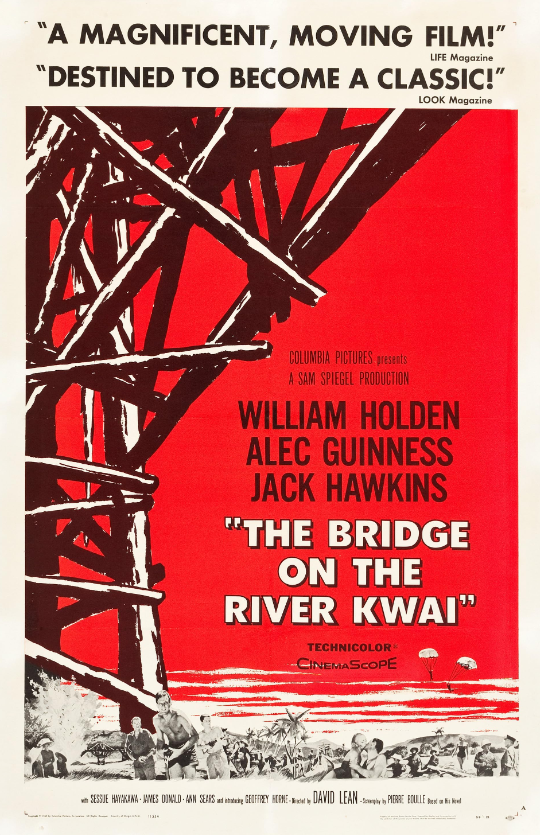 "A MAGNIFICENT, MOVING FILM!"
LIFE Magazine
"DESTINED TO BECOME A CLASSIC!"
LOOK Magazine
COLUMBIA PICTURES presents
A SAM SPIEGEL PRODUCTION
WILLIAM HOLDEN
ALEC GUINNESS
JACK HAWKINS
"THE BRIDGE
ON THE
RIVER KWAI"
TECHNICOLOR®
CINEMASCOPE
with SESSUE HAYAKAWA · JAMES DONALD · ANN SEARS and introducing GEOFFREY HORNE · Directed by DAVID LEAN · Screenplay by PIERRE BOULLE Based on His Novel